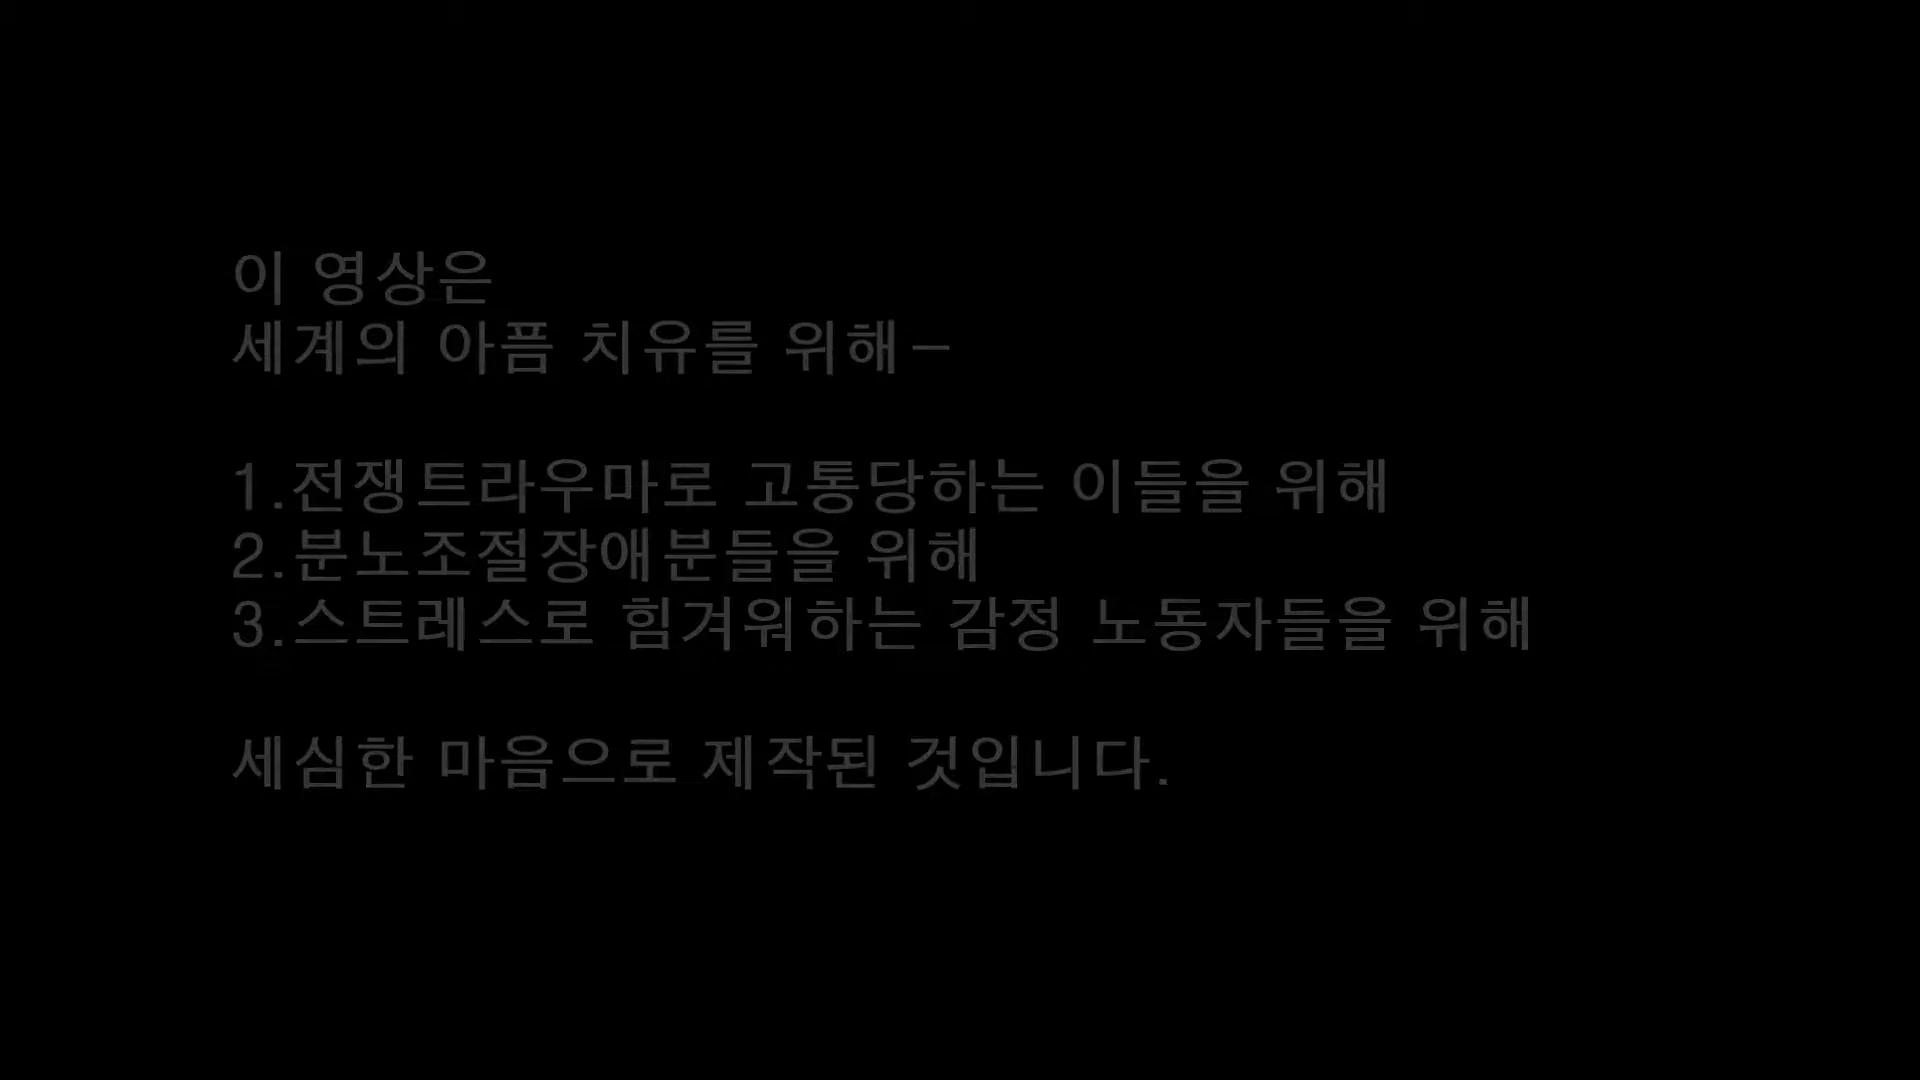 이 영상은
세계의 아픔 치유를 위해-
1.전쟁트라우마로 고통당하는 이들을 위해
2.분노조절장애분들을 위해
3.스트레스로 힘겨워하는 감정 노동자들을 위해
세심한 마음으로 제작된 것입니다.